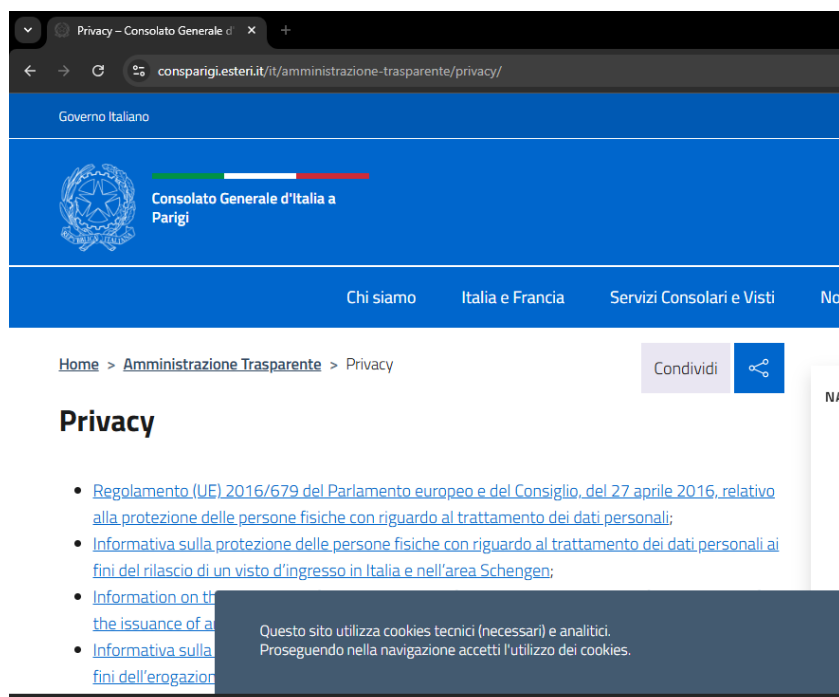 Privacy – Consolato Generale d'
consparigi.esteri.it/it/amministrazione-trasparente/privacy/
Governo Italiano
Consolato Generale d'Italia a
Parigi
Chi siamo Italia e Francia Servizi Consolari e Visti No
Home > Amministrazione Trasparente > Privacy
Condividi
NA
Privacy
Regolamento (UE) 2016/679 del Parlamento europeo e del Consiglio, del 27 aprile 2016, relativo
alla protezione delle persone fisiche con riguardo al trattamento dei dati personali;
Informativa sulla protezione delle persone fisiche con riguardo al trattamento dei dati personali ai
fini del rilascio di un visto d'ingresso in Italia e nell'area Schengen;
Information on th
the issuance of a
Informativa sulla
fini dell'erogazion
Questo sito utilizza cookies tecnici (necessari) e analitici.
Proseguendo nella navigazione accetti l'utilizzo dei cookies.